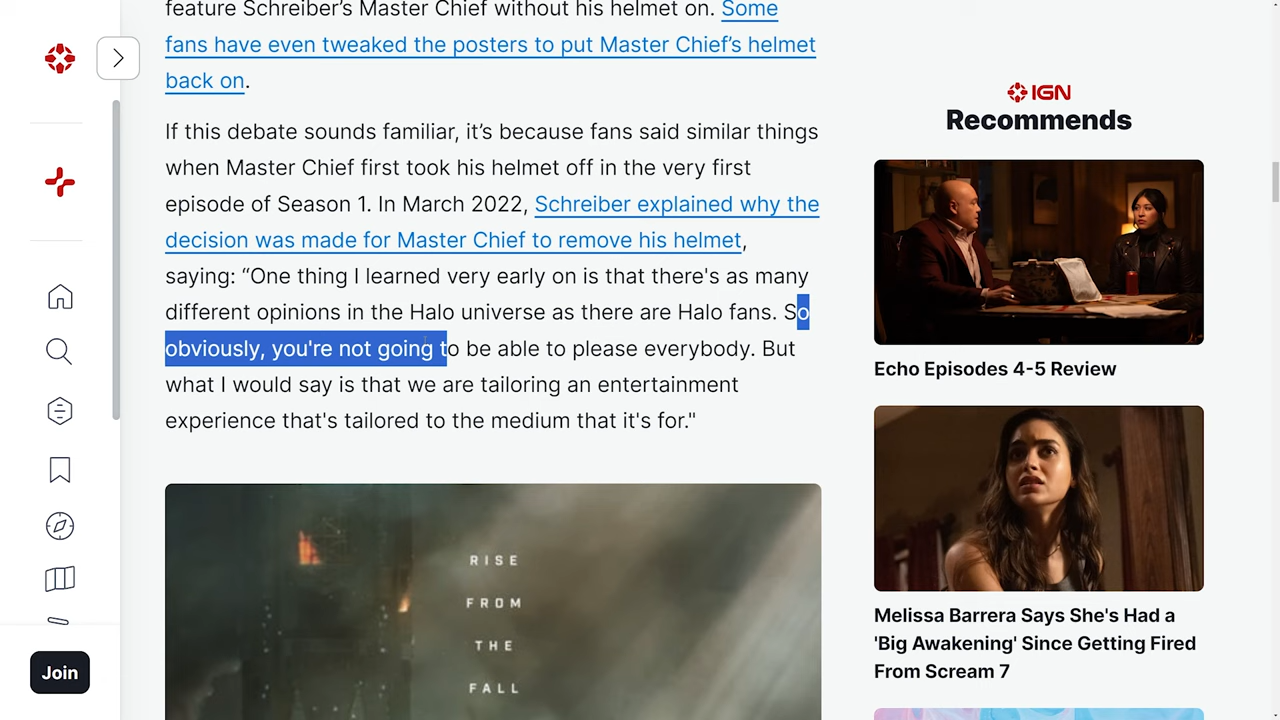 feature Schreiber's Master Chief without his helmet on. Some
fans have even tweaked the posters to put Master Chief's helmet
back on.
If this debate sounds familiar, it's because fans said similar things
when Master Chief first took his helmet off in the very first
episode of Season 1. In March 2022, Schreiber explained why the
decision was made for Master Chief to remove his helmet,
saying: “One thing I learned very early on is that there's as many
different opinions in the Halo universe as there are Halo fans. So
obviously, you're not going to be able to please everybody. But
what I would say is that we are tailoring an entertainment
experience that's tailored to the medium that it's for."
RISE
FROM
THE
FALL
Join
IGN
Recommends
Echo Episodes 4-5 Review
Melissa Barrera Says She's Had a
'Big Awakening' Since Getting Fired
From Scream 7